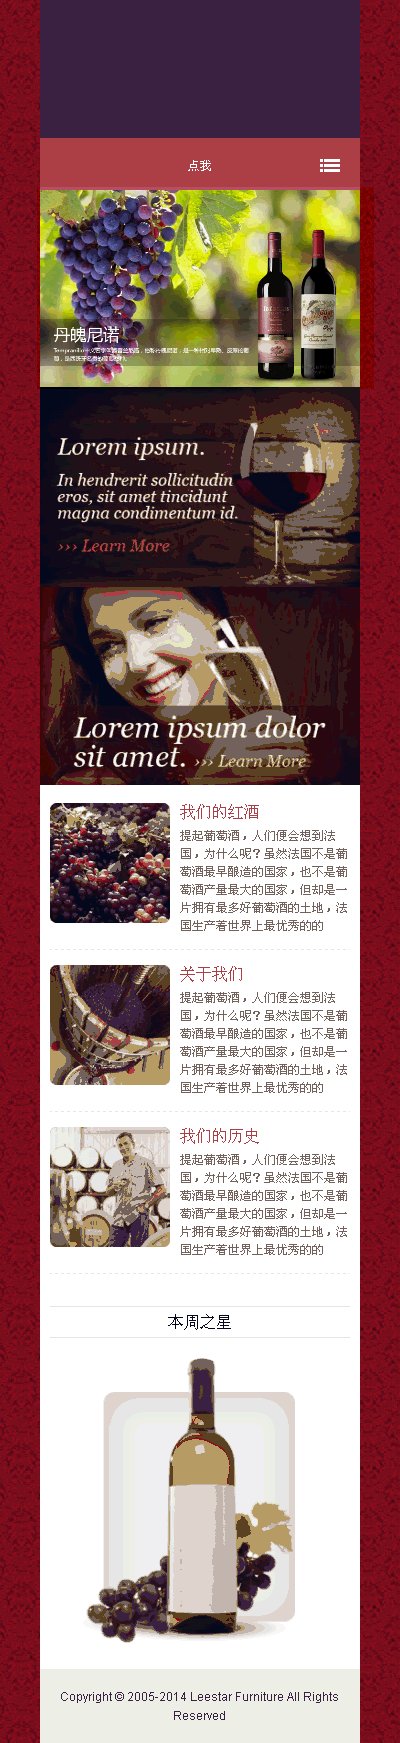 点我
丹魄尼诺
Lorem ipsum.
In hendrerit sollicitudin
eros, sit amet tincidunt
magna condimentum id.
››› Learn More
Lorem ipsum dolor
sit amet. ››› Learn More
我们的红酒
提起葡萄酒，人们便会想到法
国，为什么呢？虽然法国不是葡
萄酒最早酿造的国家，也不是葡
萄酒产量最大的国家，但却是一
片拥有最多好葡萄酒的土地，法
国生产着世界上最优秀的的
关于我们
提起葡萄酒，人们便会想到法
国，为什么呢？虽然法国不是葡
萄酒最早酿造的国家，也不是葡
萄酒产量最大的国家，但却是一
片拥有最多好葡萄酒的土地，法
国生产着世界上最优秀的的
我们的历史
提起葡萄酒，人们便会想到法
国，为什么呢？虽然法国不是葡
萄酒最早酿造的国家，也不是葡
萄酒产量最大的国家，但却是一
片拥有最多好葡萄酒的土地，法
国生产着世界上最优秀的的
本周之星
Copyright © 2005-2014 Leestar Furniture All Rights
Reserved